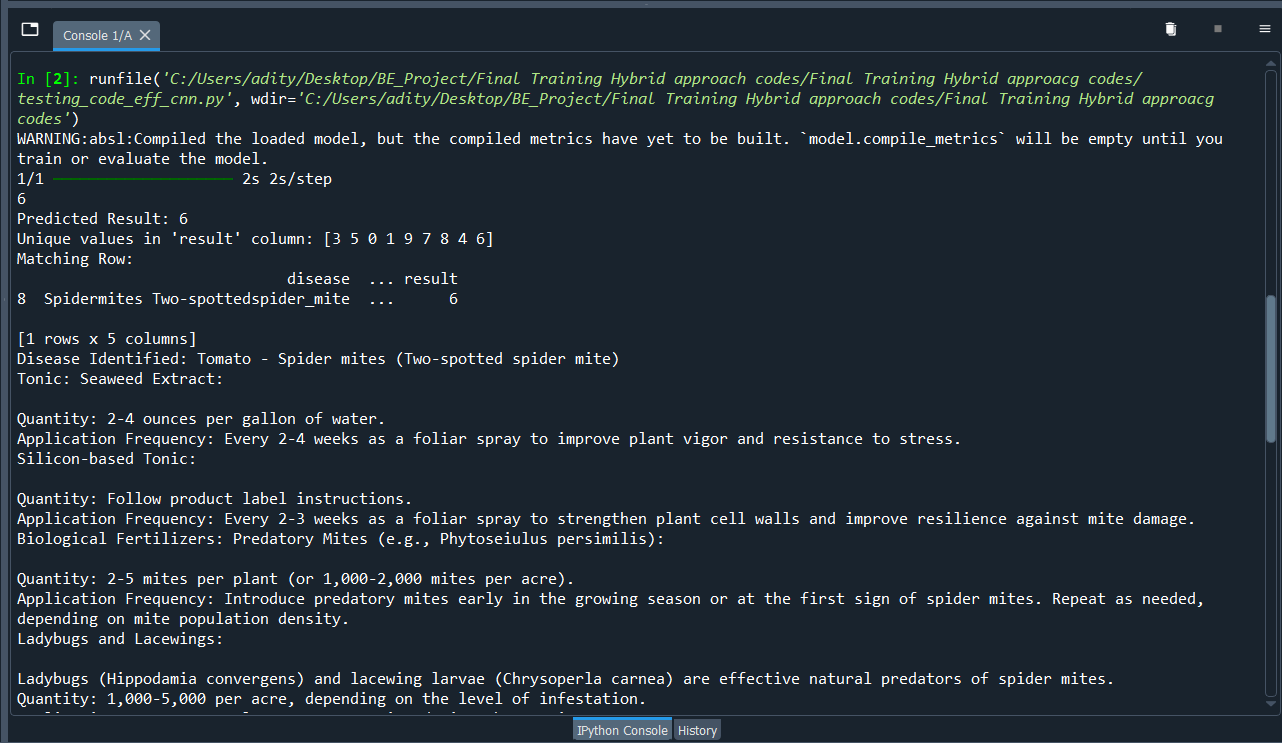 Console 1/A
In [2]: runfile('C:/Users/adity/Desktop/BE_Project/Final Training Hybrid approach codes/Final Training Hybrid approacg codes/
testing_code_eff_cnn.py', wdir='C:/Users/adity/Desktop/BE_Project/Final Training Hybrid approach codes/Final Training Hybrid approacg
codes')
WARNING:absl:Compiled the loaded model, but the compiled metrics have yet to be built. `model.compile_metrics` will be empty until you
train or evaluate the model.
1/1 ━━━━━━━━━━━━━━━━━━━━ 2s 2s/step
6
Predicted Result: 6
Unique values in 'result' column: [3 5 0 1 9 7 8 4 6]
Matching Row:
disease ... result
8 Spidermites Two-spottedspider_mite ... 6
[1 rows x 5 columns]
Disease Identified: Tomato - Spider mites (Two-spotted spider mite)
Tonic: Seaweed Extract:
Quantity: 2-4 ounces per gallon of water.
Application Frequency: Every 2-4 weeks as a foliar spray to improve plant vigor and resistance to stress.
Silicon-based Tonic:
Quantity: Follow product label instructions.
Application Frequency: Every 2-3 weeks as a foliar spray to strengthen plant cell walls and improve resilience against mite damage.
Biological Fertilizers: Predatory Mites (e.g., Phytoseiulus persimilis):
Quantity: 2-5 mites per plant (or 1,000-2,000 mites per acre).
Application Frequency: Introduce predatory mites early in the growing season or at the first sign of spider mites. Repeat as needed,
depending on mite population density.
Ladybugs and Lacewings:
Ladybugs (Hippodamia convergens) and lacewing larvae (Chrysoperla carnea) are effective natural predators of spider mites.
Quantity: 1,000-5,000 per acre, depending on the level of infestation.
IPython Console
History